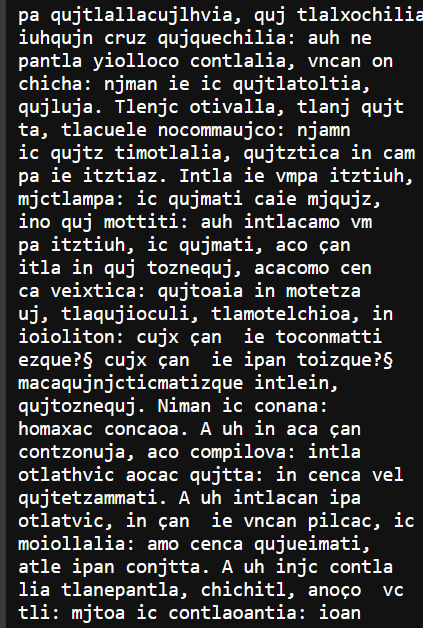 pa qujtlallacujlhvia, quj tlalxochilia
iuhqujn cruz qujquechilia: auh ne
pantla yiolloco contlalia, vncan on
chicha: njman ie ic qujtlatoltia,
qujluja. Tlenjc otivalla, tlanj qujt
ta, tlacuele nocommaujco: njamn
ic qujtz timotlalia, qujtztica in cam
pa ie itztiaz. Intla ie vmpa itztiuh,
mjctlampa: ic qujmati caie mjqujz,
ino quj mottiti: auh intlacamo vm
pa itztiuh, ic qujmati, aco çan
itla in quj toznequj, acacomo cen
ca veixtica: qujtoaia in motetza
uj, tlaqujioculi, tlamotelchioa, in
ioioliton: cujx çan  ie toconmatti
ezque?§ cujx çan  ie ipan toizque?§
macaqujnjcticmatizque intlein,
qujtoznequj. Niman ic conana:
homaxac concaoa. A uh in aca çan
contzonuja, aco compilova: intla
otlathvic aocac qujtta: in cenca vel
qujtetzammati. A uh intlacan ipa
otlatvic, in çan  ie vncan pilcac, ic
moiollalia: amo cenca qujueimati,
atle ipan conjtta. A uh injc contla
lia tlanepantla, chichitl, anoço  vc
tli: mjtoa ic contlaoantia: ioan